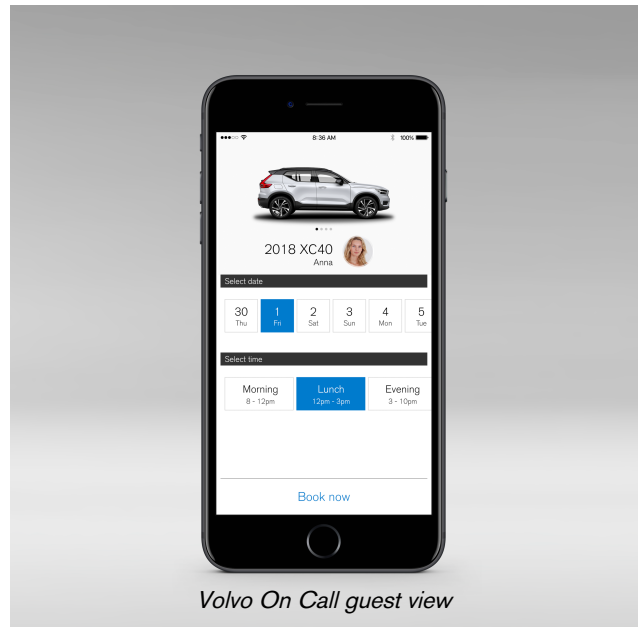 8:36 AM
100%
2018 XC40
Anna
Select date
30 1 2 3 4 5
Thu Fri Sat Sun Mon Tue
Select time
Morning Lunch Evening
8 - 12pm 12pm - 3pm 3 - 10pm
Book now
Volvo On Call guest view